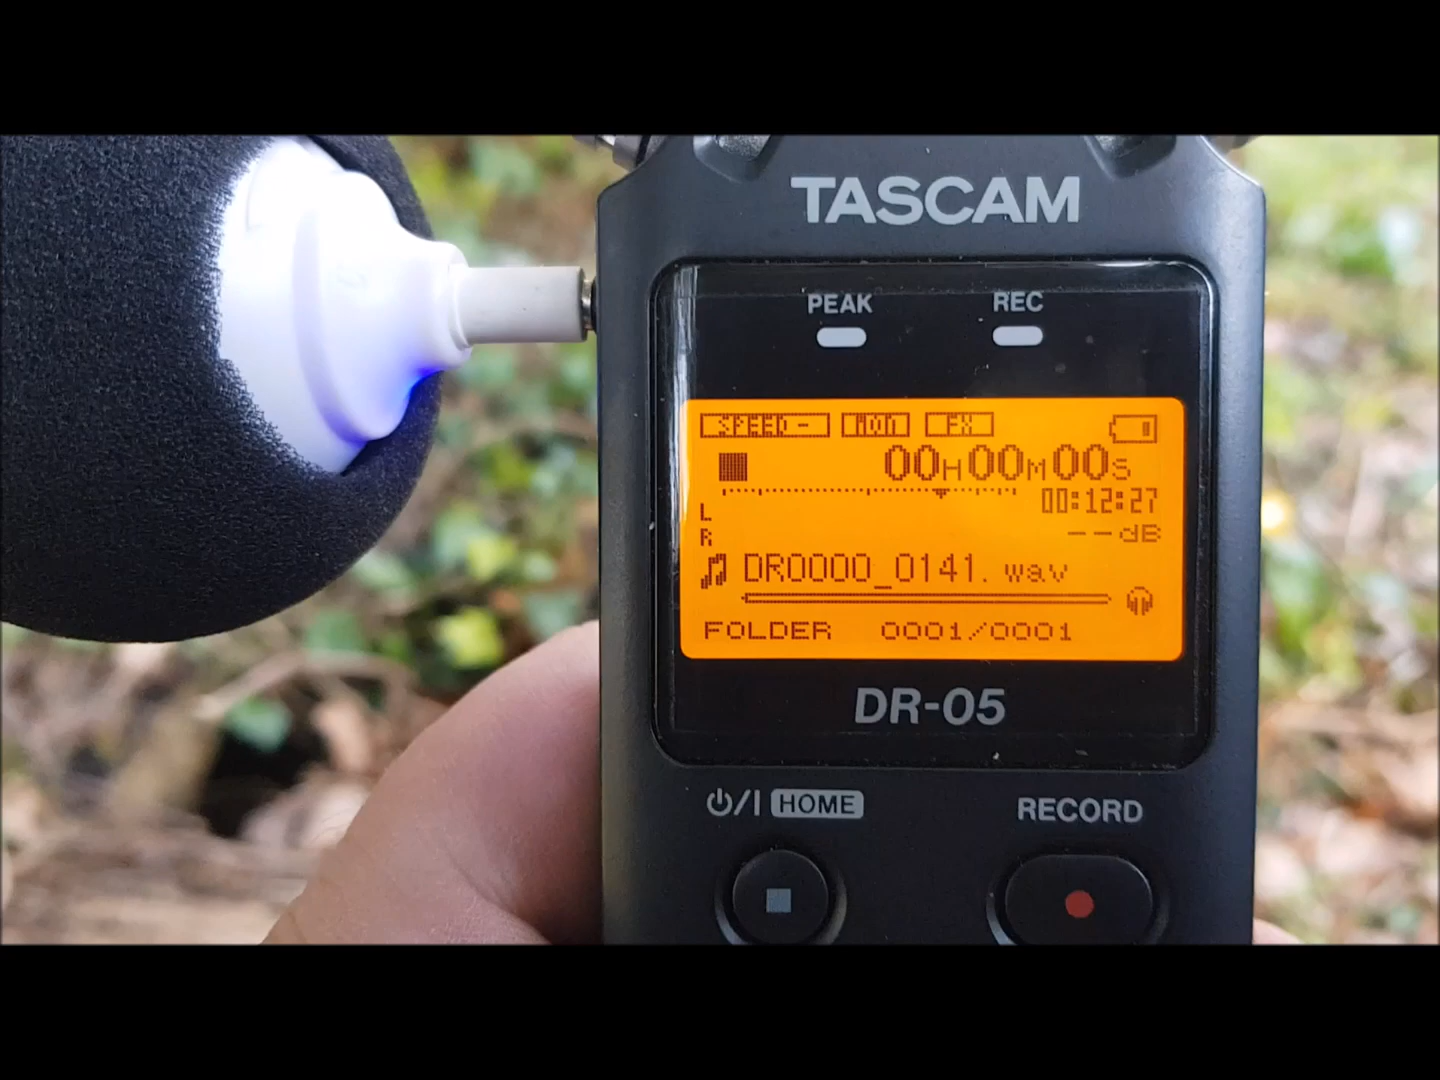 TASCAM
PEAK REC
SPEED- MON FX
00H00M00S
00:12:27
L
R
--dB
DR0000_0141.wav
FOLDER 0001/0001
DR-05
HOME RECORD